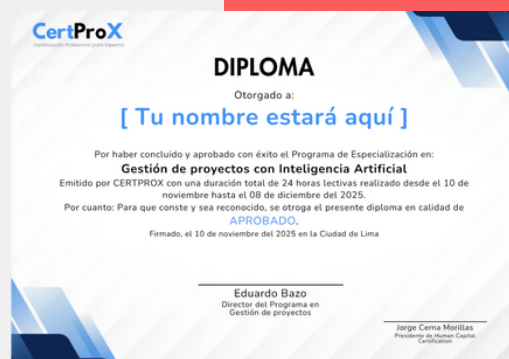 CertProX
Certificación Profesional para Expertos
DIPLOMA
Otorgado a:
[ Tu nombre estará aquí ]
Por haber concluido y aprobado con éxito el Programa de Especialización en:
Gestión de proyectos con Inteligencia Artificial
Emitido por CERTPROX con una duración total de 24 horas lectivas realizado desde el 10 de
noviembre hasta el 08 de diciembre del 2025.
Por cuanto: Para que conste y sea reconocido, se otroga el presente diploma en calidad de
APROBADO.
Firmado, el 10 de noviembre del 2025 en la Ciudad de Lima
Eduardo Bazo
Director del Programa en
Gestión de proyectos
Jorge Cerna Morillas
Presidente de Human Capital
Certification